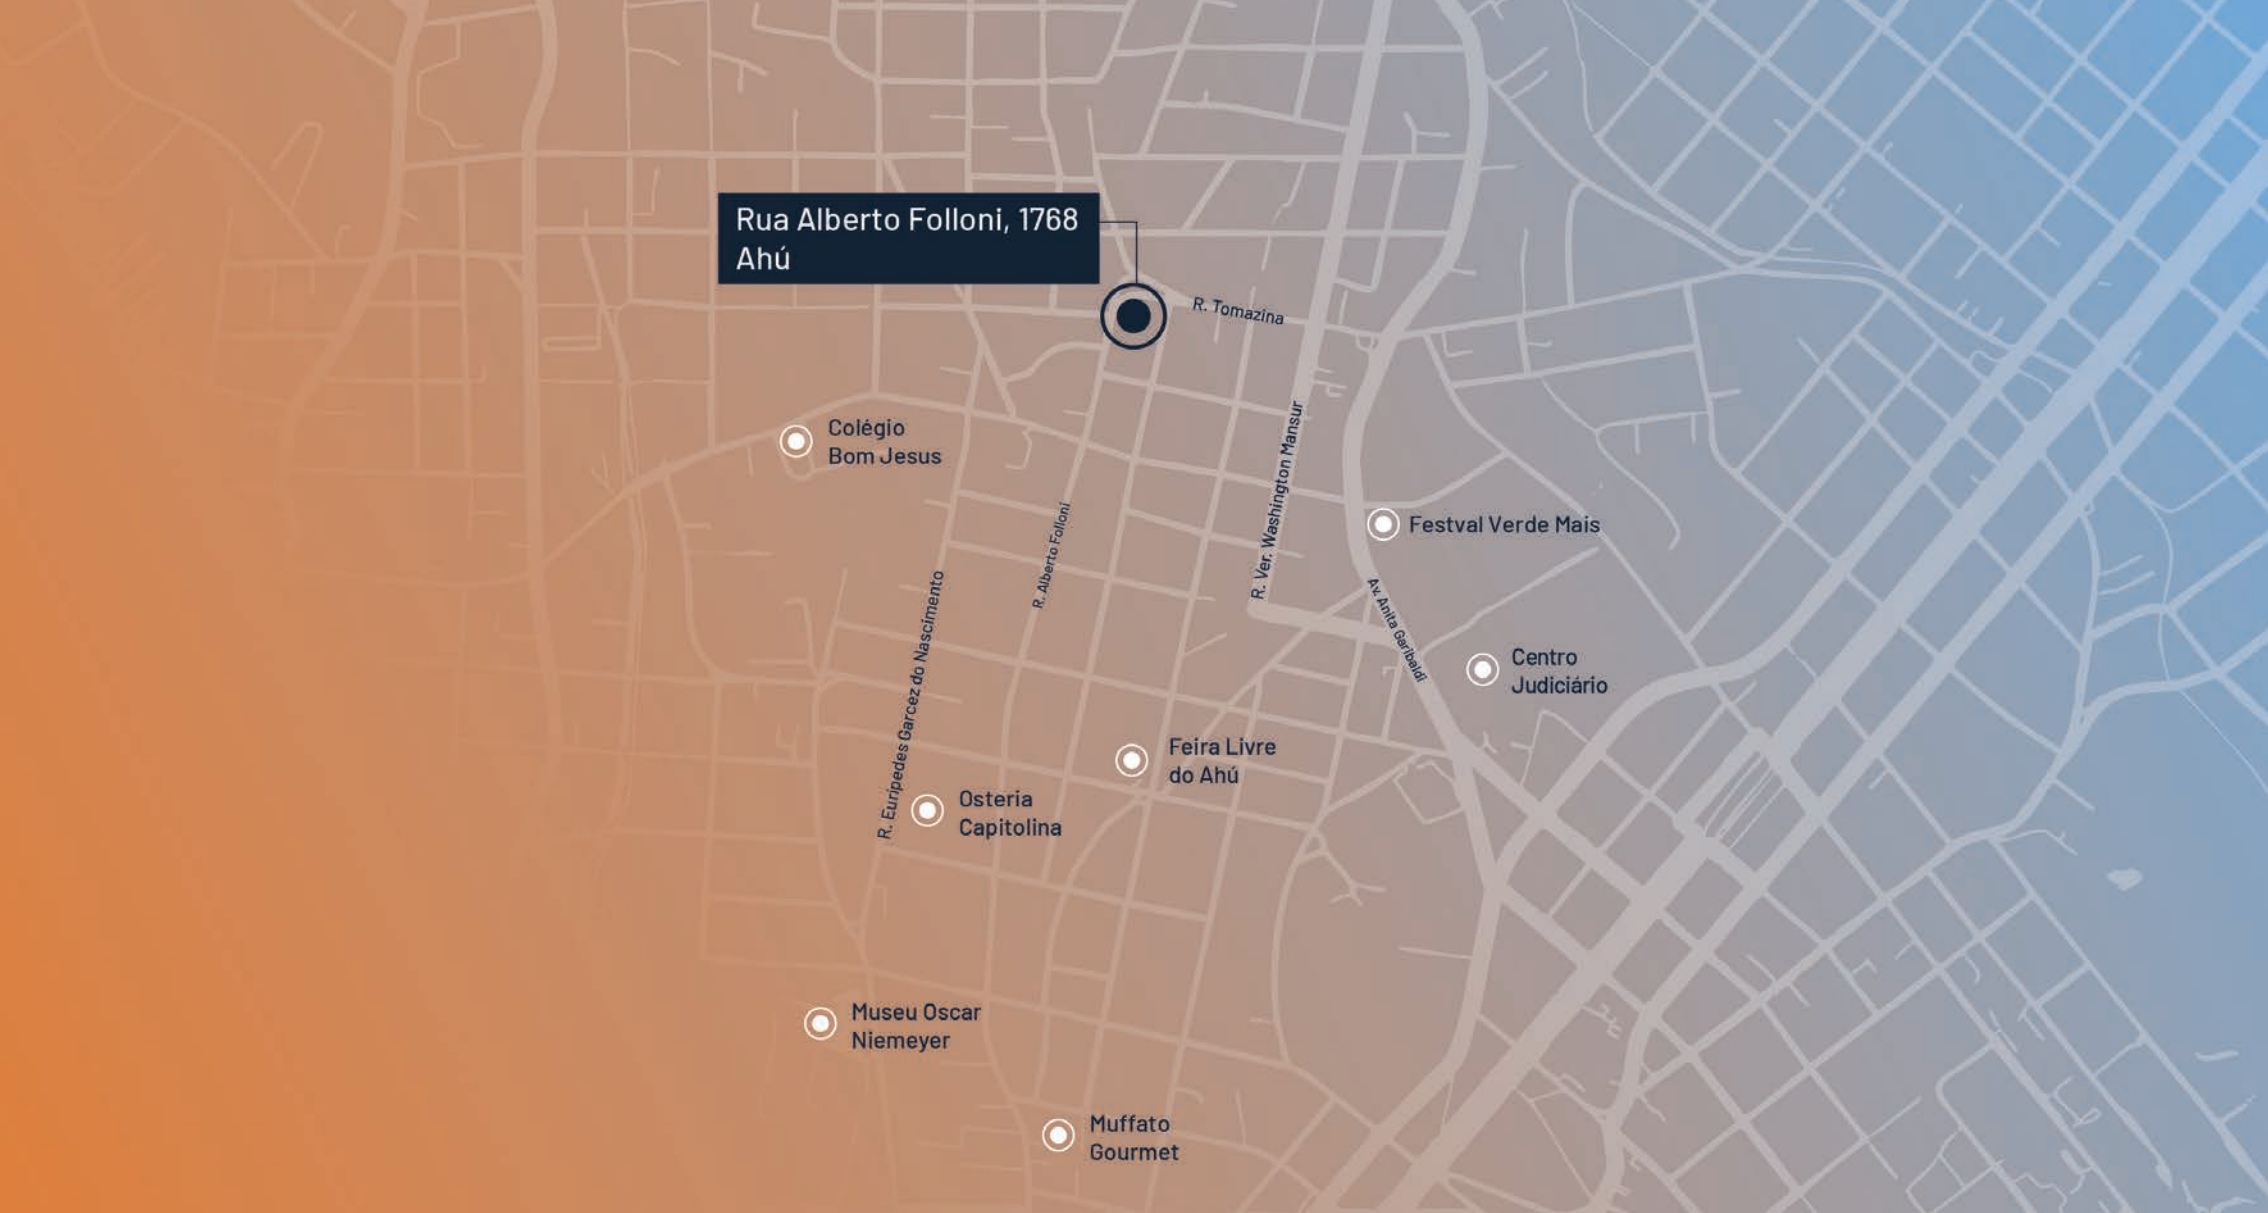 Rua Alberto Folloni, 1768
Ahú
R. Tomazina
Colégio
Bom Jesus
R. Ver. Washington Mansur
R. Alberto Folloni
Festval Verde Mais
R. Eurípedes Garcez do Nascimento
Av. Anita Garibaldi
Centro
Judiciário
Feira Livre
do Ahú
Osteria
Capitolina
Museu Oscar
Niemeyer
Muffato
Gourmet